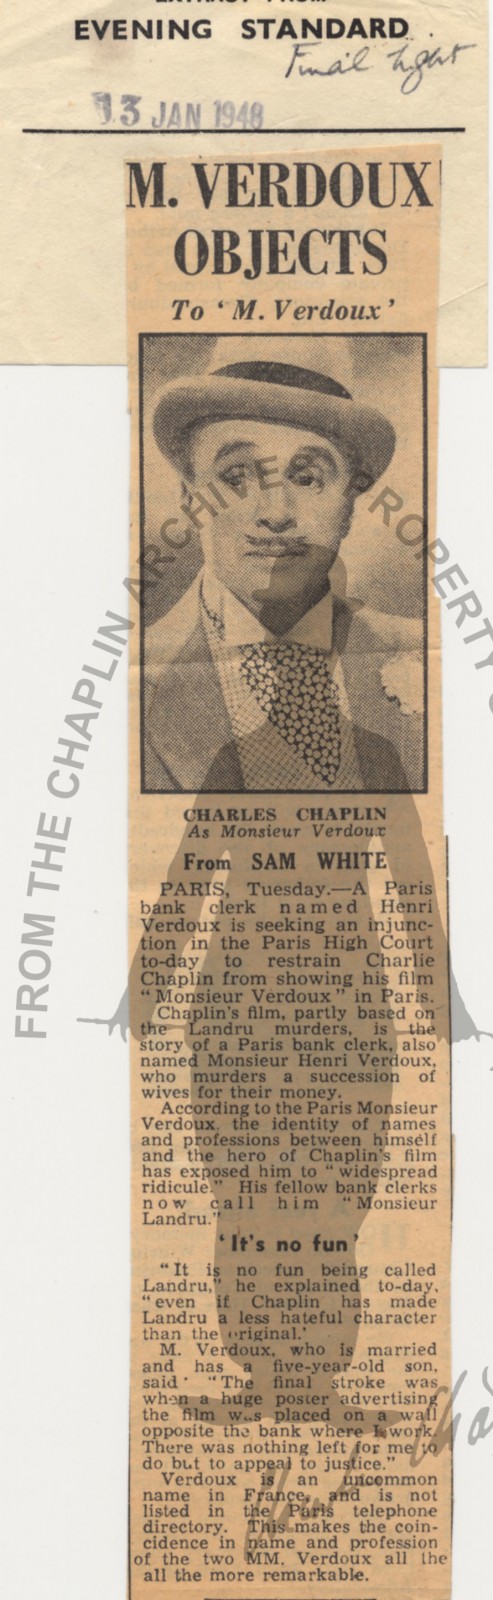 EXTRACT FROM
EVENING STANDARD.
Final Light
13 JAN 1948
M. VERDOUX
OBJECTS
To ‘M. Verdoux’
CHARLES CHAPLIN
As Monsieur Verdoux
From SAM WHITE
PARIS, Tuesday.—A Paris
bank clerk named Henri
Verdoux is seeking an injunc-
tion in the Paris High Court
to-day to restrain Charlie
Chaplin from showing his film
“Monsieur Verdoux” in Paris.
Chaplin's film, partly based on
the Landru murders, is the
story of a Paris bank clerk, also
named Monsieur Henri Verdoux,
who murders a succession of
wives for their money.
According to the Paris Monsieur
Verdoux, the identity of names
and professions between himself
and the hero of Chaplin's film
has exposed him to “widespread
ridicule.” His fellow bank clerks
now call him “Monsieur
Landru.”
‘It's no fun’
“It is no fun being called
Landru,” he explained to-day,
“even if Chaplin has made
Landru a less hateful character
than the original.’
M. Verdoux, who is married
and has a five-year-old son,
said: “The final stroke was
when a huge poster advertising
the film was placed on a wall
opposite the bank where I work.
There was nothing left for me to
do but to appeal to justice.”
Verdoux is an uncommon
name in France, and is not
listed in the Paris telephone
directory. This makes the coin-
cidence in name and profession
of the two MM. Verdoux all the
all the more remarkable.
FROM THE CHAPLIN ARCHIVES PROPERTY